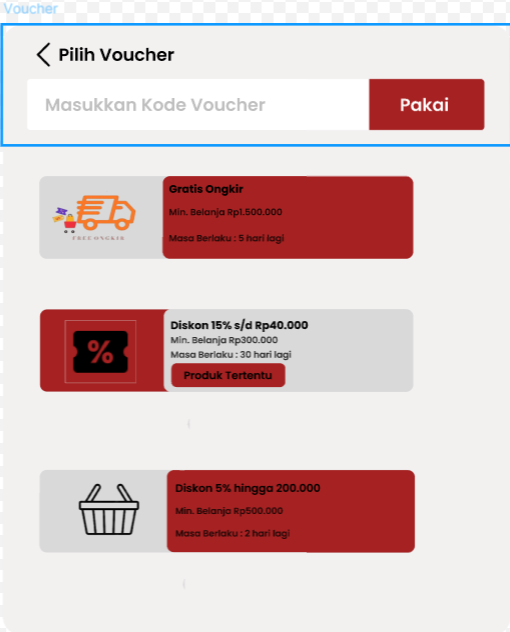 Voucher
Pilih Voucher
Masukkan Kode Voucher
Pakai
Gratis Ongkir
Min. Belanja Rp1.500.000
Masa Berlaku : 5 hari lagi
FREE ONGKIR
Diskon 15% s/d Rp40.000
Min. Belanja Rp300.000
Masa Berlaku : 30 hari lagi
%
Produk Tertentu
Diskon 5% hingga 200.000
Min. Belanja Rp500.000
Masa Berlaku : 2 hari lagi